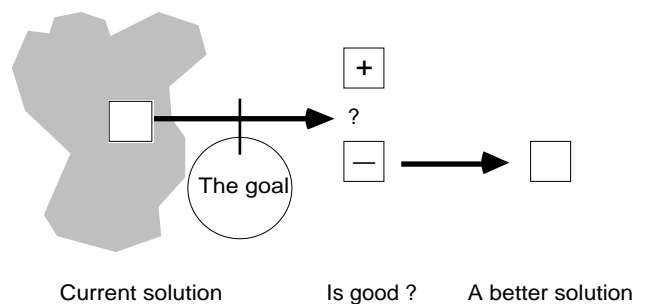 +
?
—
The goal
Current solution
Is good ?
A better solution